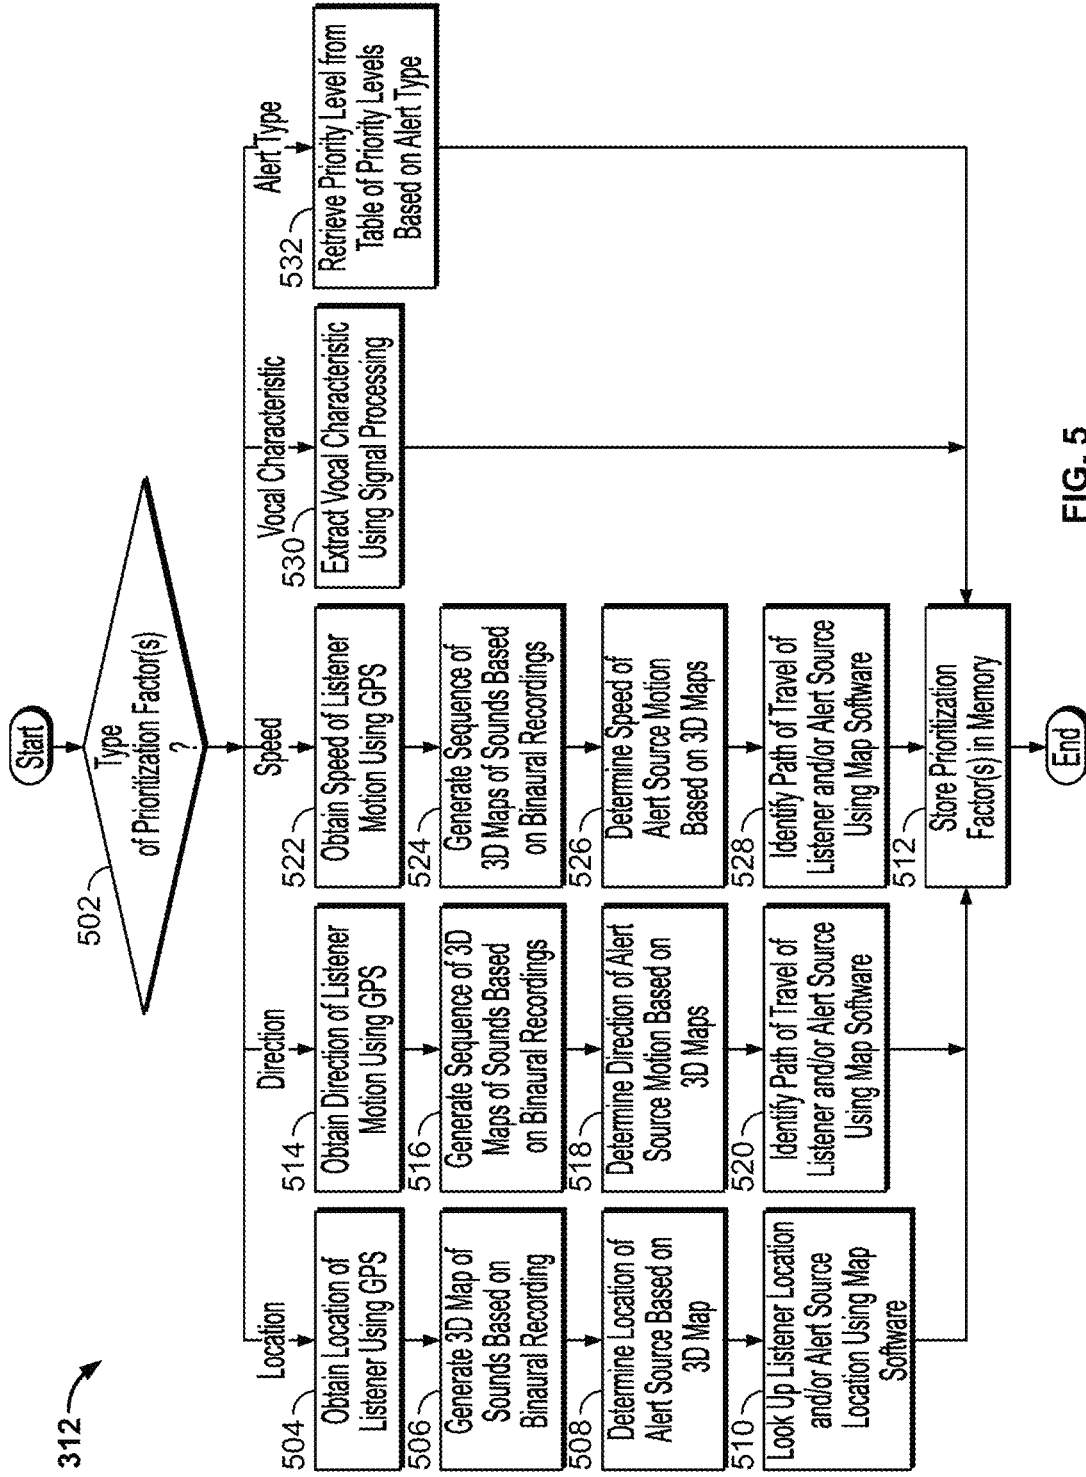 312
Start
Type
of Prioritization Factor(s)
?
502
Location
504
Obtain Location of
Listener Using GPS
506
Generate 3D Map of
Sounds Based on
Binaural Recording
508
Determine Location of
Alert Source Based on
3D Map
510
Look Up Listener Location
and/or Alert Source
Location Using Map
Software
Direction
514
Obtain Direction of Listener
Motion Using GPS
516
Generate Sequence of 3D
Maps of Sounds Based
on Binaural Recordings
518
Determine Direction of Alert
Source Motion Based on
3D Maps
520
Identify Path of Travel of
Listener and/or Alert Source
Using Map Software
Speed
522
Obtain Speed of Listener
Motion Using GPS
524
Generate Sequence of
3D Maps of Sounds Based
on Binaural Recordings
526
Determine Speed of
Alert Source Motion
Based on 3D Maps
528
Identify Path of Travel of
Listener and/or Alert Source
Using Map Software
512
Store Prioritization
Factor(s) in Memory
Vocal Characteristic
530
Extract Vocal Characteristic
Using Signal Processing
Alert Type
532
Retrieve Priority Level from
Table of Priority Levels
Based on Alert Type
End
FIG. 5